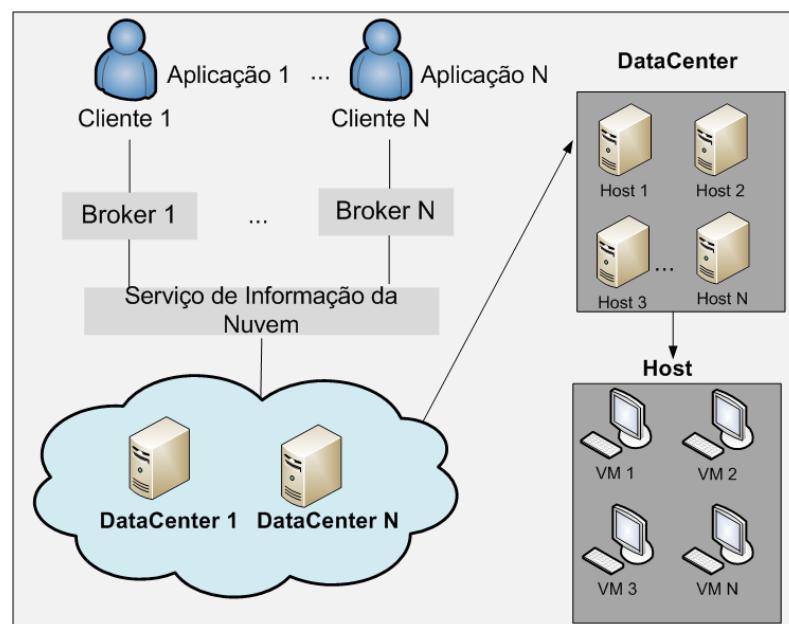 Aplicação 1 ... Aplicação N
Cliente 1 Cliente N
Broker 1 ... Broker N
Serviço de Informação da
Nuvem
DataCenter 1 DataCenter N
DataCenter
Host 1 Host 2
...
Host 3 Host N
Host
VM 1 VM 2
VM 3 VM N